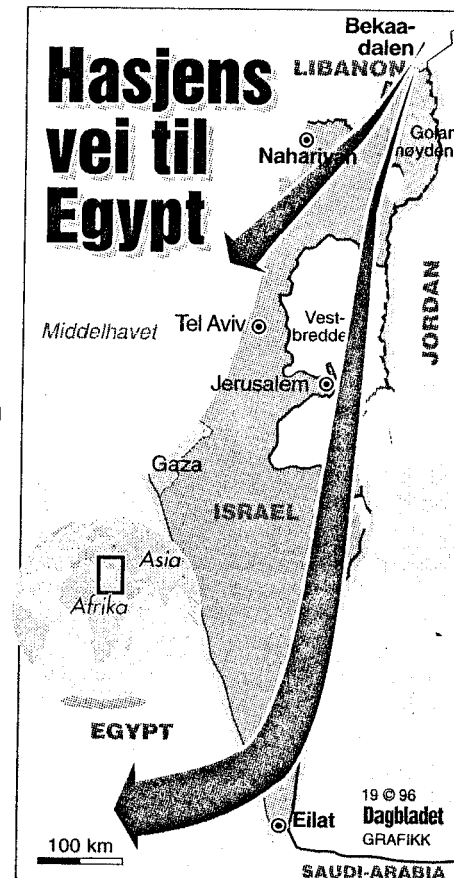 Hasjens
vei til
Egypt
Bekaa-
dalen
LIBANON
Golan
høyden
Nahariyah
JORDAN
Middelhavet
Tel Aviv
Vest-
bredde
Jerusalem
Gaza
ISRAEL
Asia
Afrika
EGYPT
Eilat
19 © 96
Dagbladet
GRAFIKK
100 km
SAUDI-ARABIA